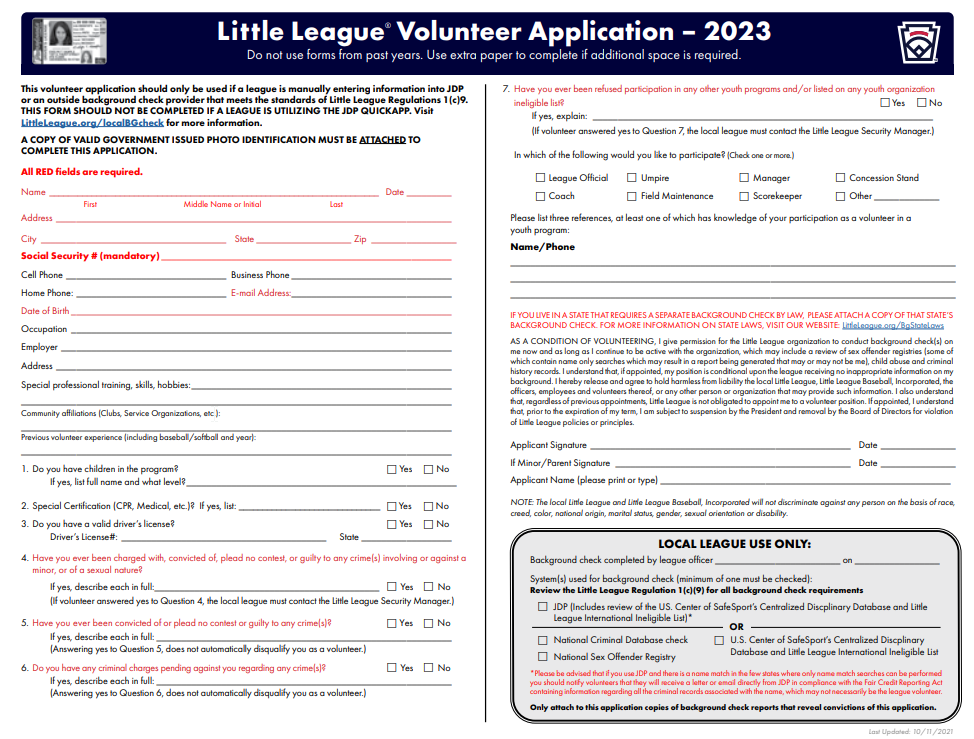 Little League® Volunteer Application – 2023
Do not use forms from past years. Use extra paper to complete if additional space is required.
This volunteer application should only be used if a league is manually entering information into JDP
or an outside background check provider that meets the standards of Little League Regulations 1(c)9.
THIS FORM SHOULD NOT BE COMPLETED IF A LEAGUE IS UTILIZING THE JDP QUICKAPP. Visit
LittleLeague.org/localBGcheck for more information.
A COPY OF VALID GOVERNMENT ISSUED PHOTO IDENTIFICATION MUST BE ATTACHED TO
COMPLETE THIS APPLICATION.
All RED fields are required.
Name Date
First Middle Name or Initial Last
Address
City State Zip
Social Security # (mandatory)
Cell Phone Business Phone
Home Phone: E-mail Address:
Date of Birth
Occupation
Employer
Address
Special professional training, skills, hobbies:
Community affiliations (Clubs, Service Organizations, etc.):
Previous volunteer experience (including baseball/softball and year):
1. Do you have children in the program? Yes No
If yes, list full name and what level?
2. Special Certification (CPR, Medical, etc.)? If yes, list: Yes No
3. Do you have a valid driver's license? Yes No
Driver's License#: State
4. Have you ever been charged with, convicted of, plead no contest, or guilty to any crime(s) involving or against a
minor, or of a sexual nature?
If yes, describe each in full: Yes No
(If volunteer answered yes to Question 4, the local league must contact the Little League Security Manager.)
5. Have you ever been convicted of or plead no contest or guilty to any crime(s)? Yes No
If yes, describe each in full:
(Answering yes to Question 5, does not automatically disqualify you as a volunteer.)
6. Do you have any criminal charges pending against you regarding any crime(s)? Yes No
If yes, describe each in full:
(Answering yes to Question 6, does not automatically disqualify you as a volunteer.)
7. Have you ever been refused participation in any other youth programs and/or listed on any youth organization
ineligible list? Yes No
If yes, explain:
(If volunteer answered yes to Question 7, the local league must contact the Little League Security Manager.)
In which of the following would you like to participate? (Check one or more.)
League Official Umpire Manager Concession Stand
Coach Field Maintenance Scorekeeper Other
Please list three references, at least one of which has knowledge of your participation as a volunteer in a
youth program:
Name/Phone
IF YOU LIVE IN A STATE THAT REQUIRES A SEPARATE BACKGROUND CHECK BY LAW, PLEASE ATTACH A COPY OF THAT STATE'S
BACKGROUND CHECK. FOR MORE INFORMATION ON STATE LAWS, VISIT OUR WEBSITE: LittleLeague.org/BgStateLaws
AS A CONDITION OF VOLUNTEERING, I give permission for the Little League organization to conduct background check(s) on
me now and as long as I continue to be active with the organization, which may include a review of sex offender registries (some of
which contain name only searches which may result in a report being generated that may or may not be me), child abuse and criminal
history records. I understand that, if appointed, my position is conditional upon the league receiving no inappropriate information on my
background. I hereby release and agree to hold harmless from liability the local Little League, Little League Baseball, Incorporated, the
officers, employees and volunteers thereof, or any other person or organization that may provide such information. I also understand
that, regardless of previous appointments, Little League is not obligated to appoint me to a volunteer position. If appointed, I understand
that, prior to the expiration of my term, I am subject to suspension by the President and removal by the Board of Directors for violation
of Little League policies or principles.
Applicant Signature Date
If Minor/Parent Signature Date
Applicant Name (please print or type)
NOTE: The local Little League and Little League Baseball, Incorporated will not discriminate against any person on the basis of race,
creed, color, national origin, marital status, gender, sexual orientation or disability.
LOCAL LEAGUE USE ONLY:
Background check completed by league officer on
System(s) used for background check (minimum of one must be checked):
Review the Little League Regulation 1(c)(9) for all background check requirements
JDP (Includes review of the U.S. Center of SafeSport's Centralized Discplinary Database and Little
League International Ineligible List)*
OR
National Criminal Database check
National Sex Offender Registry
U.S. Center of SafeSport's Centralized Discplinary
Database and Little League International Ineligible List
*Please be advised that if you use JDP and there is a name match in the few states where only name match searches can be performed
you should notify volunteers that they will receive a letter or email directly from JDP in compliance with the Fair Credit Reporting Act
containing information regarding all the criminal records associated with the name, which may not necessarily be the league volunteer.
Only attach to this application copies of background check reports that reveal convictions of this application.
Last Updated: 10/11/2021